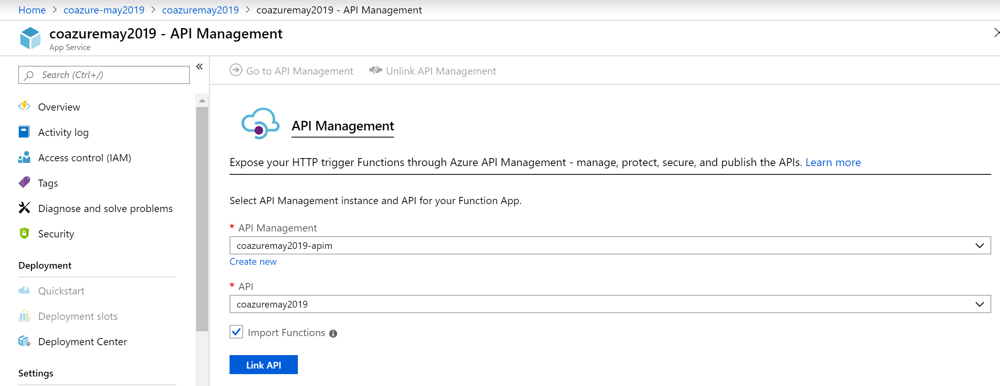 Home > coazure-may2019 > coazuremay2019 > coazuremay2019 - API Management
coazuremay2019 - API Management
App Service
Search (Ctrl+/)
Overview
Activity log
Access control (IAM)
Tags
Diagnose and solve problems
Security
Deployment
Quickstart
Deployment slots
Deployment Center
Settings
Go to API Management
Unlink API Management
API Management
Expose your HTTP trigger Functions through Azure API Management - manage, protect, secure, and publish the APIs. Learn more
Select API Management instance and API for your Function App.
* API Management
coazuremay2019-apim
Create new
* API
coazuremay2019
Import Functions
Link API